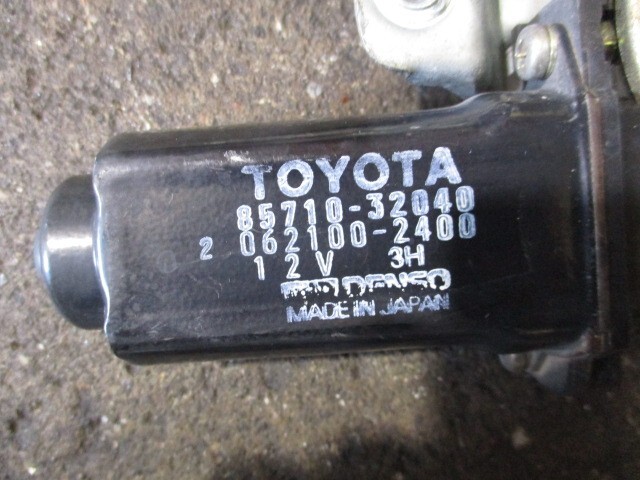 TOYOTA
85710-32040
2 062100-2400
12V 3H
DENSO
MADE IN JAPAN